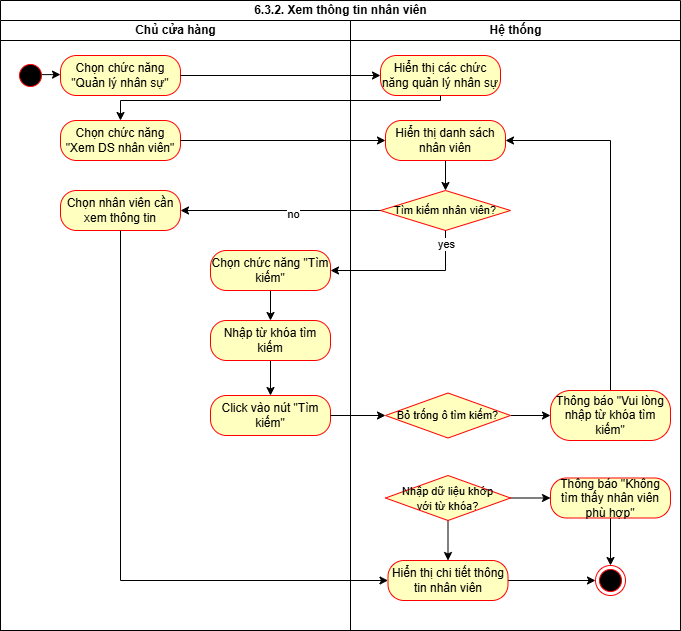 6.3.2. Xem thông tin nhân viên
Chủ cửa hàng
Hệ thống
Chọn chức năng
"Quản lý nhân sự"
Hiển thị các chức
năng quản lý nhân sự
Chọn chức năng
"Xem DS nhân viên"
Hiển thị danh sách
nhân viên
Chọn nhân viên cần
xem thông tin
no
Tìm kiếm nhân viên?
yes
Chọn chức năng "Tìm
kiếm"
Nhập từ khóa tìm
kiếm
Click vào nút "Tìm
kiếm"
Bỏ trống ô tìm kiếm?
Thông báo "Vui lòng
nhập từ khóa tìm
kiếm"
Nhập dữ liệu khớp
với từ khóa?
Thông báo "Không
tìm thấy nhân viên
phù hợp"
Hiển thị chi tiết thông
tin nhân viên